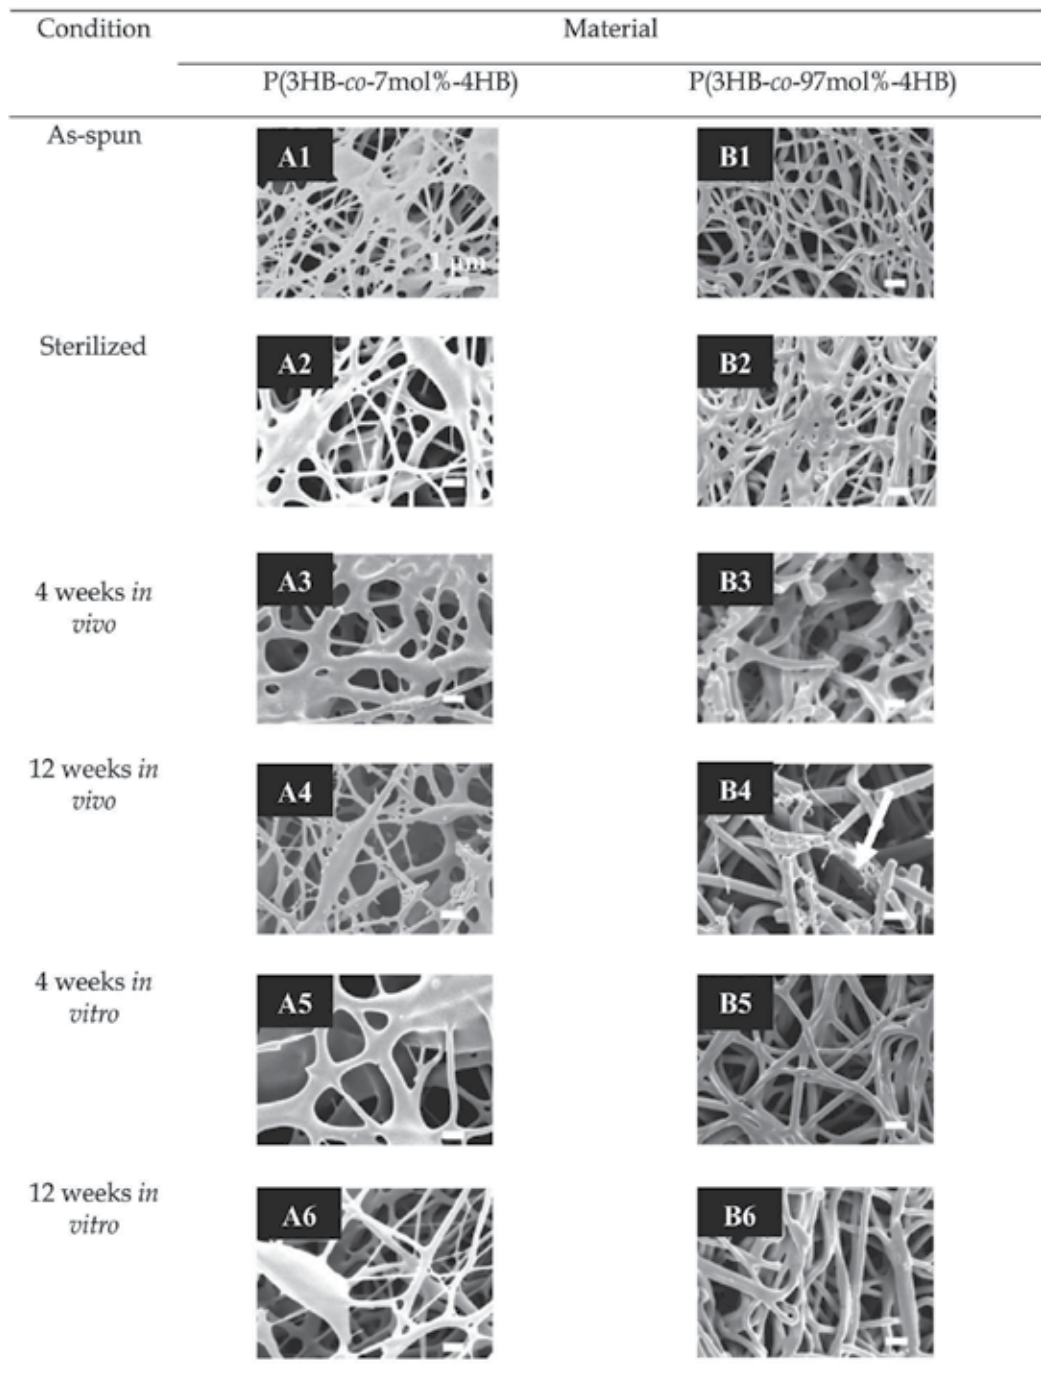 Condition
Material
P(3HB-co-7mol%-4HB)
P(3HB-co-97mol%-4HB)
As-spun
A1
1 µm
B1
Sterilized
A2
B2
4 weeks in
vivo
A3
B3
12 weeks in
vivo
A4
B4
4 weeks in
vitro
A5
B5
12 weeks in
vitro
A6
B6